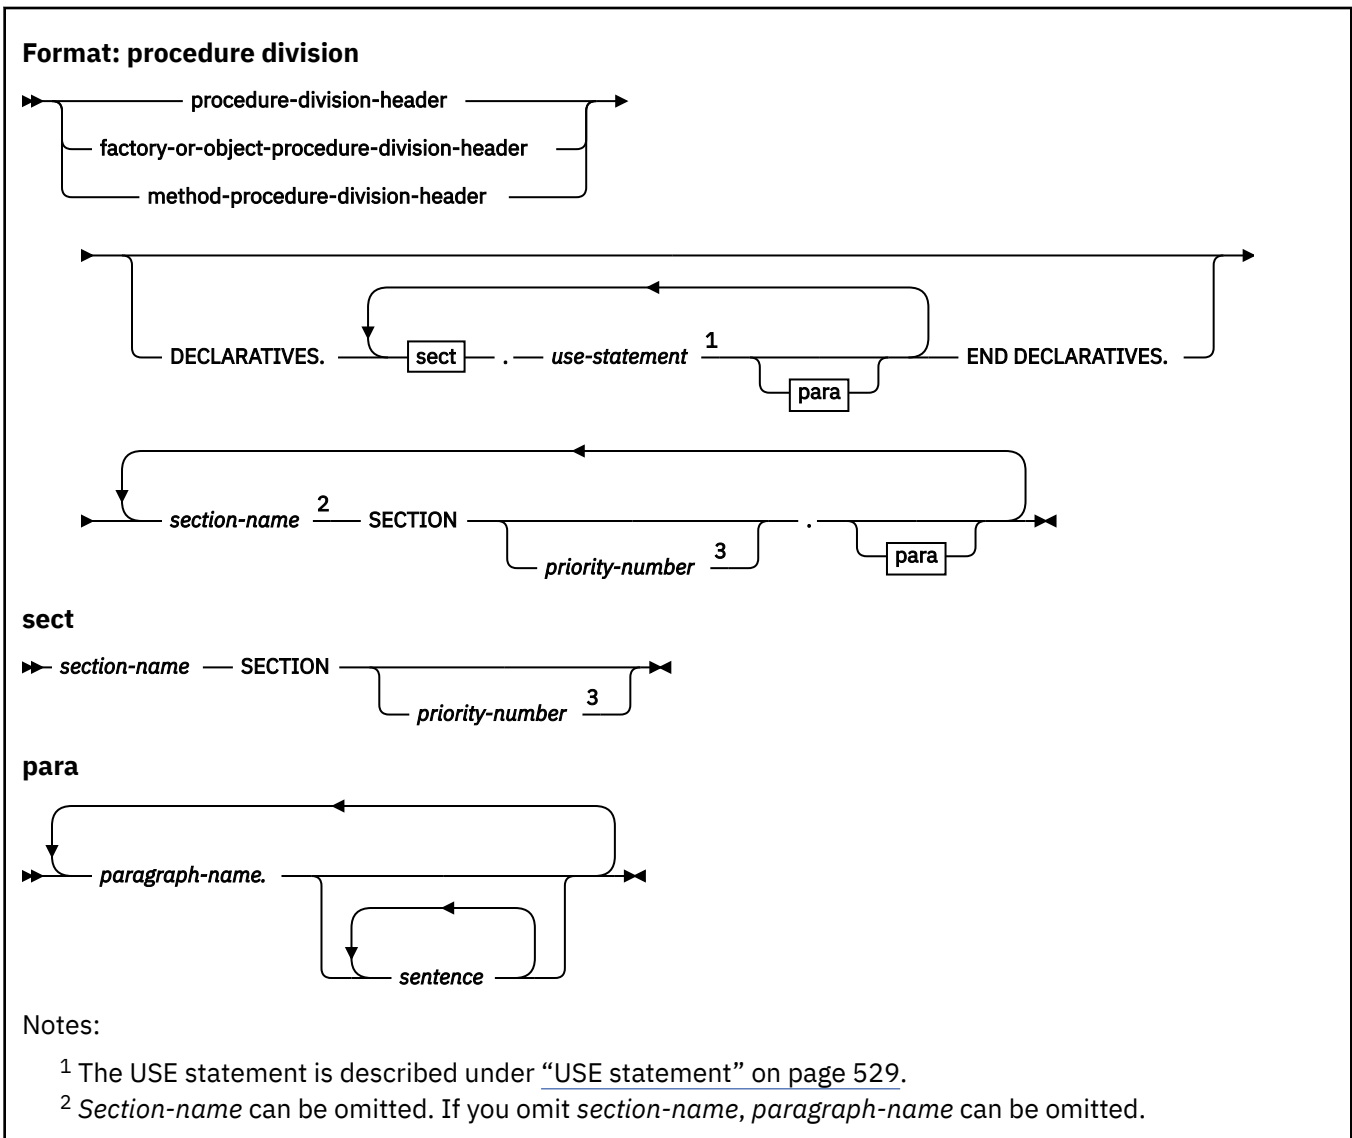 Format: procedure division
procedure-division-header
factory-or-object-procedure-division-header
method-procedure-division-header
DECLARATIVES. sect . use-statement 1 para END DECLARATIVES.
section-name 2 SECTION priority-number 3 . para
sect
section-name SECTION priority-number 3
para
paragraph-name.
sentence
Notes:
1 The USE statement is described under “USE statement” on page 529.
2 Section-name can be omitted. If you omit section-name, paragraph-name can be omitted.